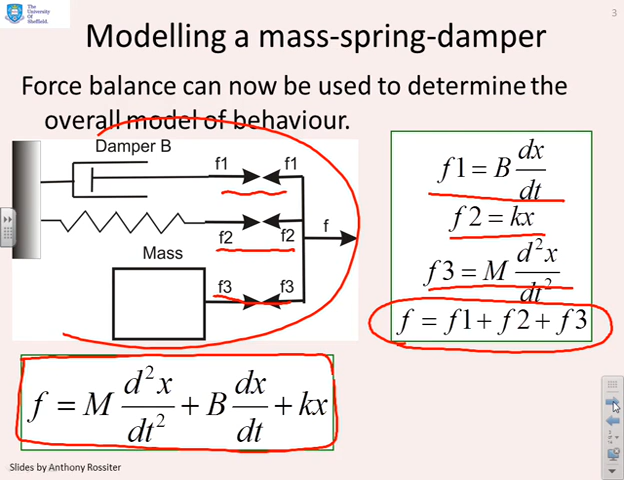 The
University
Of
Sheffield.
3
Modelling a mass-spring-damper
Force balance can now be used to determine the
overall model of behaviour.
Damper B
f1 f1
f2 f2
f
Mass
f3 f3
f1 = B dx/dt
f2 = kx
f3 = M d²x/dt²
f = f1 + f2 + f3
f = M d²x/dt² + B dx/dt + kx
Slides by Anthony Rossiter